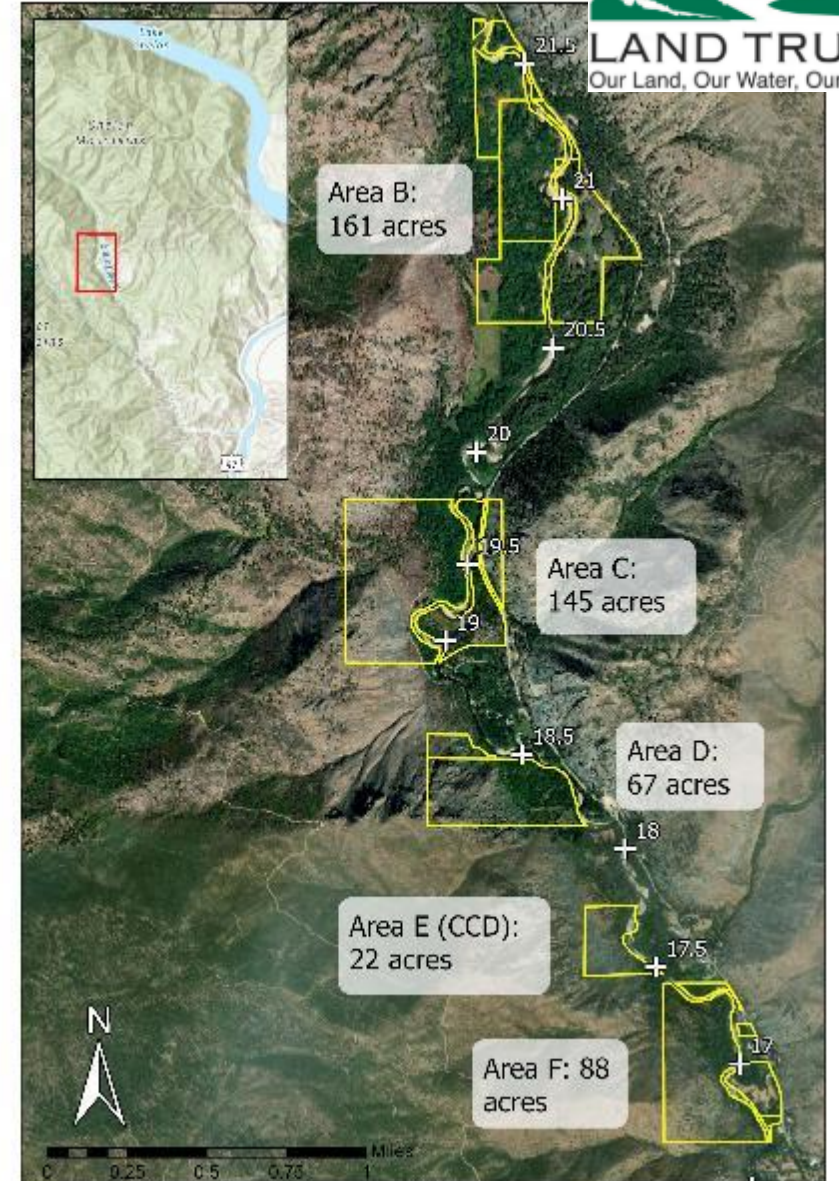 LAND TRU
Our Land, Our Water, Our
21.5
Area B:
161 acres
21
20.5
20
19.5
Area C:
145 acres
19
18.5
Area D:
67 acres
18
Area E (CCD):
22 acres
17.5
N
17
Area F: 88
acres
Miles
0 0.25 0.5 0.75 1